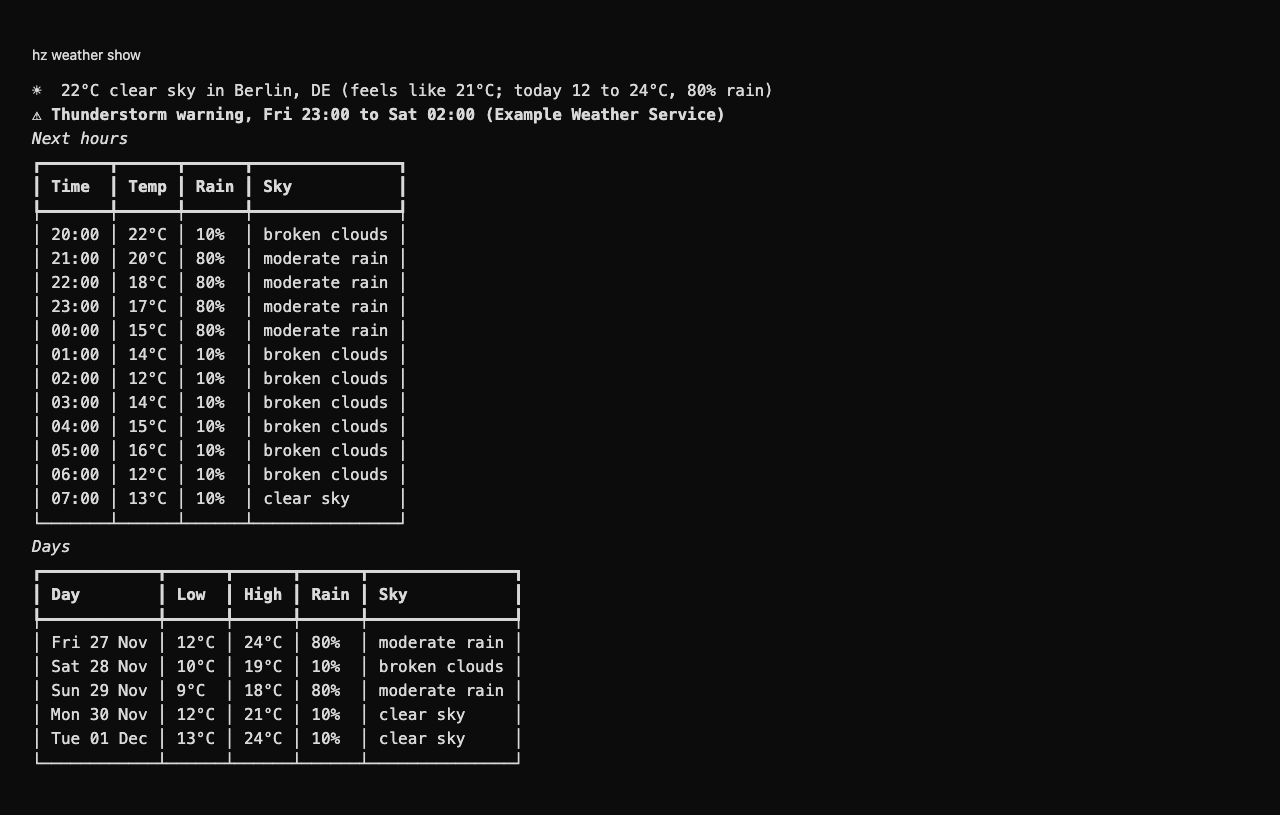 hz weather show
☀ 22°C clear sky in Berlin, DE (feels like 21°C; today 12 to 24°C, 80% rain)
⚠ Thunderstorm warning, Fri 23:00 to Sat 02:00 (Example Weather Service)
Next hours
Time Temp Rain Sky
20:00 22°C 10% broken clouds
21:00 20°C 80% moderate rain
22:00 18°C 80% moderate rain
23:00 17°C 80% moderate rain
00:00 15°C 80% moderate rain
01:00 14°C 10% broken clouds
02:00 12°C 10% broken clouds
03:00 14°C 10% broken clouds
04:00 15°C 10% broken clouds
05:00 16°C 10% broken clouds
06:00 12°C 10% broken clouds
07:00 13°C 10% clear sky
Days
Day Low High Rain Sky
Fri 27 Nov 12°C 24°C 80% moderate rain
Sat 28 Nov 10°C 19°C 10% broken clouds
Sun 29 Nov 9°C 18°C 80% moderate rain
Mon 30 Nov 12°C 21°C 10% clear sky
Tue 01 Dec 13°C 24°C 10% clear sky